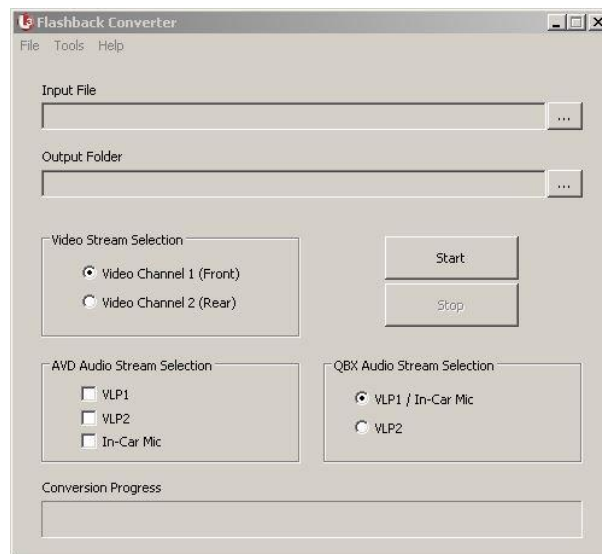 Flashback Converter
File Tools Help
Input File
...
Output Folder
...
Video Stream Selection
Video Channel 1 (Front)
Video Channel 2 (Rear)
Start
Stop
AVD Audio Stream Selection
VLP1
VLP2
In-Car Mic
QBX Audio Stream Selection
VLP1 / In-Car Mic
VLP2
Conversion Progress